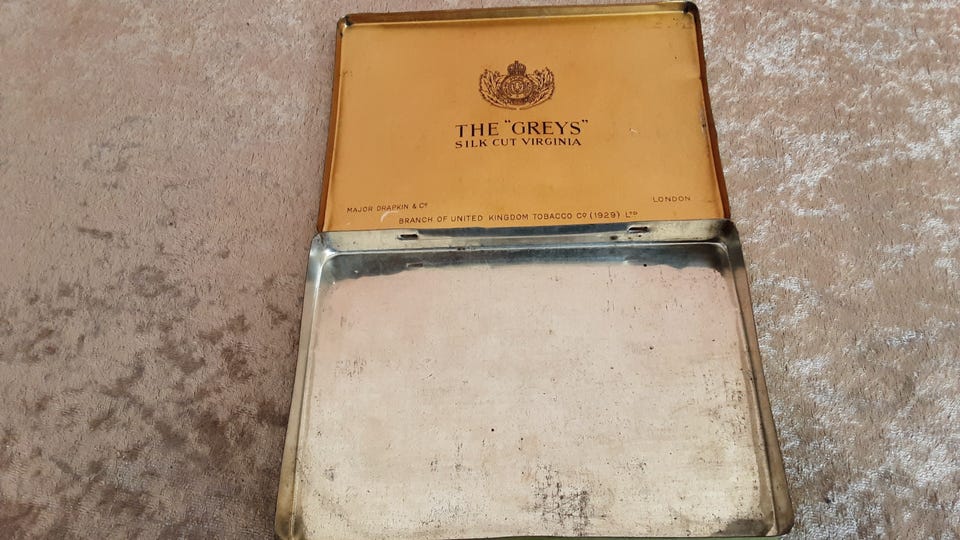 THE "GREYS"
SILK CUT VIRGINIA
MAJOR DRAPKIN & Cº LONDON
BRANCH OF UNITED KINGDOM TOBACCO Cº (1929) Lᵀᴰ